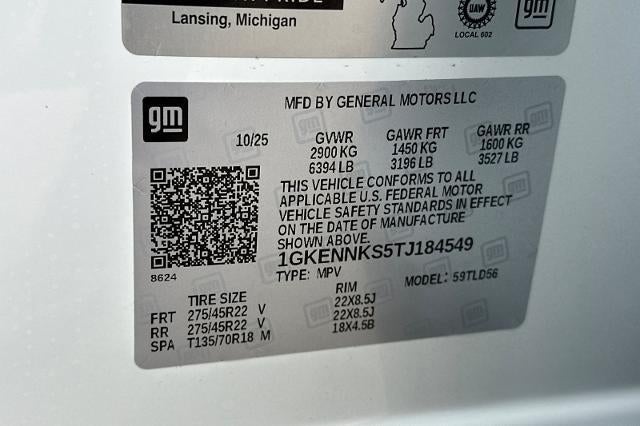 Lansing, Michigan
UAW
LOCAL 602
gm
gm
MFD BY GENERAL MOTORS LLC
10/25 GVWR GAWR FRT GAWR RR
2900 KG 1450 KG 1600 KG
6394 LB 3196 LB 3527 LB
THIS VEHICLE CONFORMS TO ALL
APPLICABLE U.S. FEDERAL MOTOR
VEHICLE SAFETY STANDARDS IN EFFECT
ON THE DATE OF MANUFACTURE
SHOWN ABOVE.
1GKENNKS5TJ184549
8624
TYPE: MPV MODEL: 59TLD56
TIRE SIZE RIM
FRT 275/45R22 V 22X8.5J
RR 275/45R22 V 22X8.5J
SPA T135/70R18 M 18X4.5B